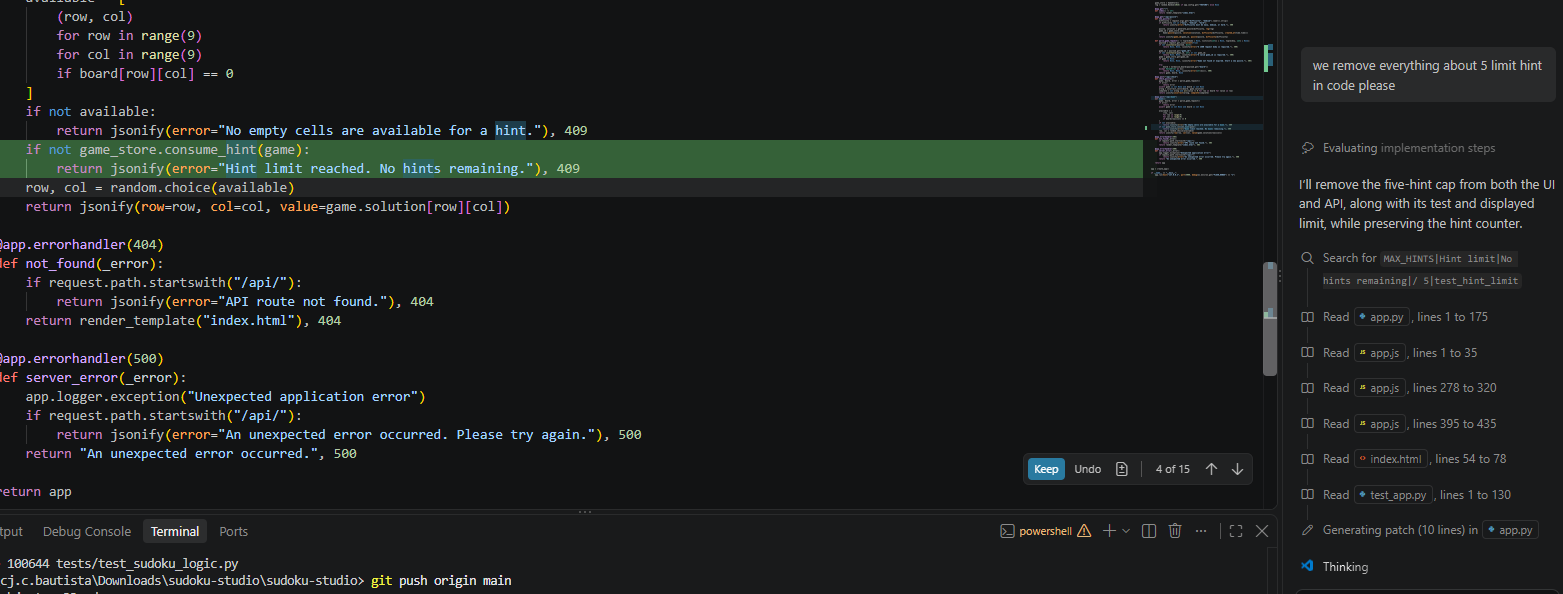 (row, col)
for row in range(9)
for col in range(9)
if board[row][col] == 0
]
if not available:
return jsonify(error="No empty cells are available for a hint."), 409
if not game_store.consume_hint(game):
return jsonify(error="Hint limit reached. No hints remaining."), 409
row, col = random.choice(available)
return jsonify(row=row, col=col, value=game.solution[row][col])
@app.errorhandler(404)
ef not_found(_error):
if request.path.startswith("/api/"):
return jsonify(error="API route not found."), 404
return render_template("index.html"), 404
@app.errorhandler(500)
ef server_error(_error):
app.logger.exception("Unexpected application error")
if request.path.startswith("/api/"):
return jsonify(error="An unexpected error occurred. Please try again."), 500
return "An unexpected error occurred.", 500
return app
Keep Undo 4 of 15
tput Debug Console Terminal Ports
powershell
100644 tests/test_sudoku_logic.py
cj.c.bautista\Downloads\sudoku-studio\sudoku-studio> git push origin main
we remove everything about 5 limit hint
in code please
Evaluating implementation steps
I'll remove the five-hint cap from both the UI
and API, along with its test and displayed
limit, while preserving the hint counter.
Search for MAX_HINTS|Hint limit|No
hints remaining|/ 5|test_hint_limit
Read app.py, lines 1 to 175
Read JS app.js, lines 1 to 35
Read JS app.js, lines 278 to 320
Read JS app.js, lines 395 to 435
Read index.html, lines 54 to 78
Read test_app.py, lines 1 to 130
Generating patch (10 lines) in app.py
Thinking